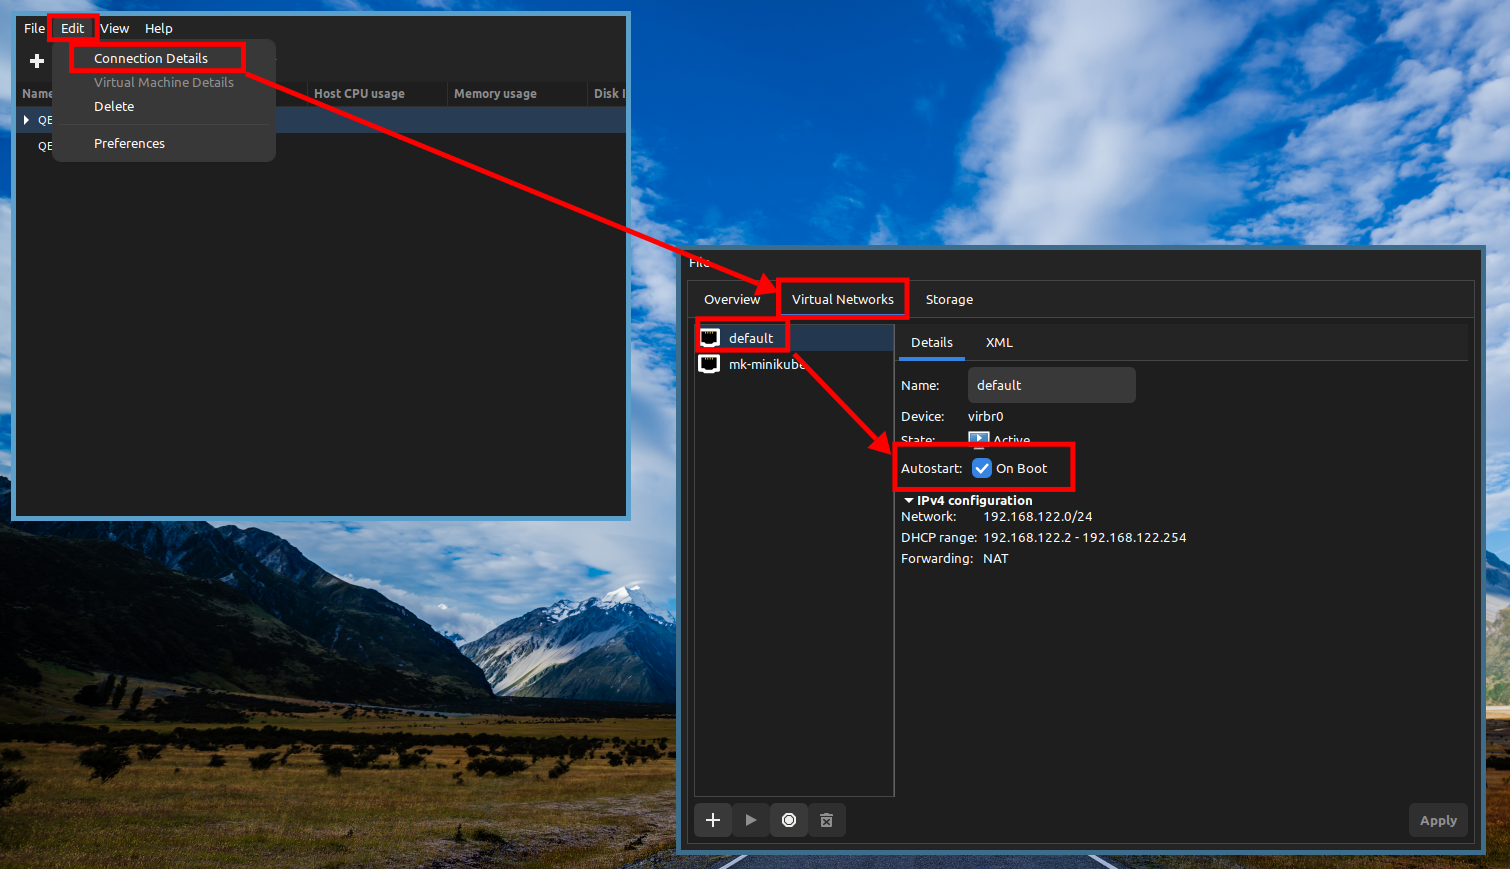 File Edit View Help
Connection Details
Virtual Machine Details
Delete
Preferences
Name Host CPU usage Memory usage Disk I
QE
QE
File
Overview Virtual Networks Storage
default
mk-minikube
Details XML
Name: default
Device: virbr0
State: Active
Autostart: On Boot
IPv4 configuration
Network: 192.168.122.0/24
DHCP range: 192.168.122.2 - 192.168.122.254
Forwarding: NAT
Apply